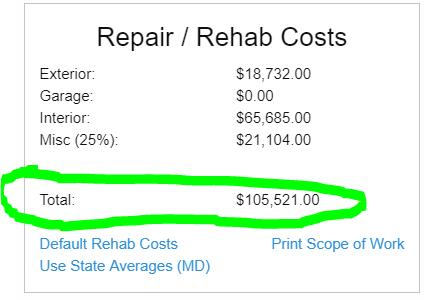 Repair / Rehab Costs
Exterior: $18,732.00
Garage: $0.00
Interior: $65,685.00
Misc (25%): $21,104.00
Total: $105,521.00
Default Rehab Costs Print Scope of Work
Use State Averages (MD)